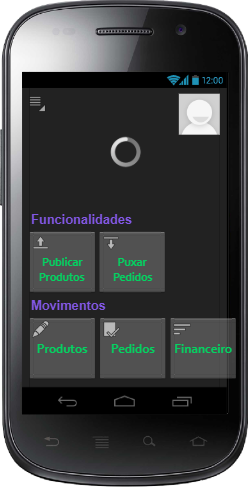 12:00
Funcionalidades
Publicar
Produtos
Puxar
Pedidos
Movimentos
Produtos
Pedidos
Financeiro